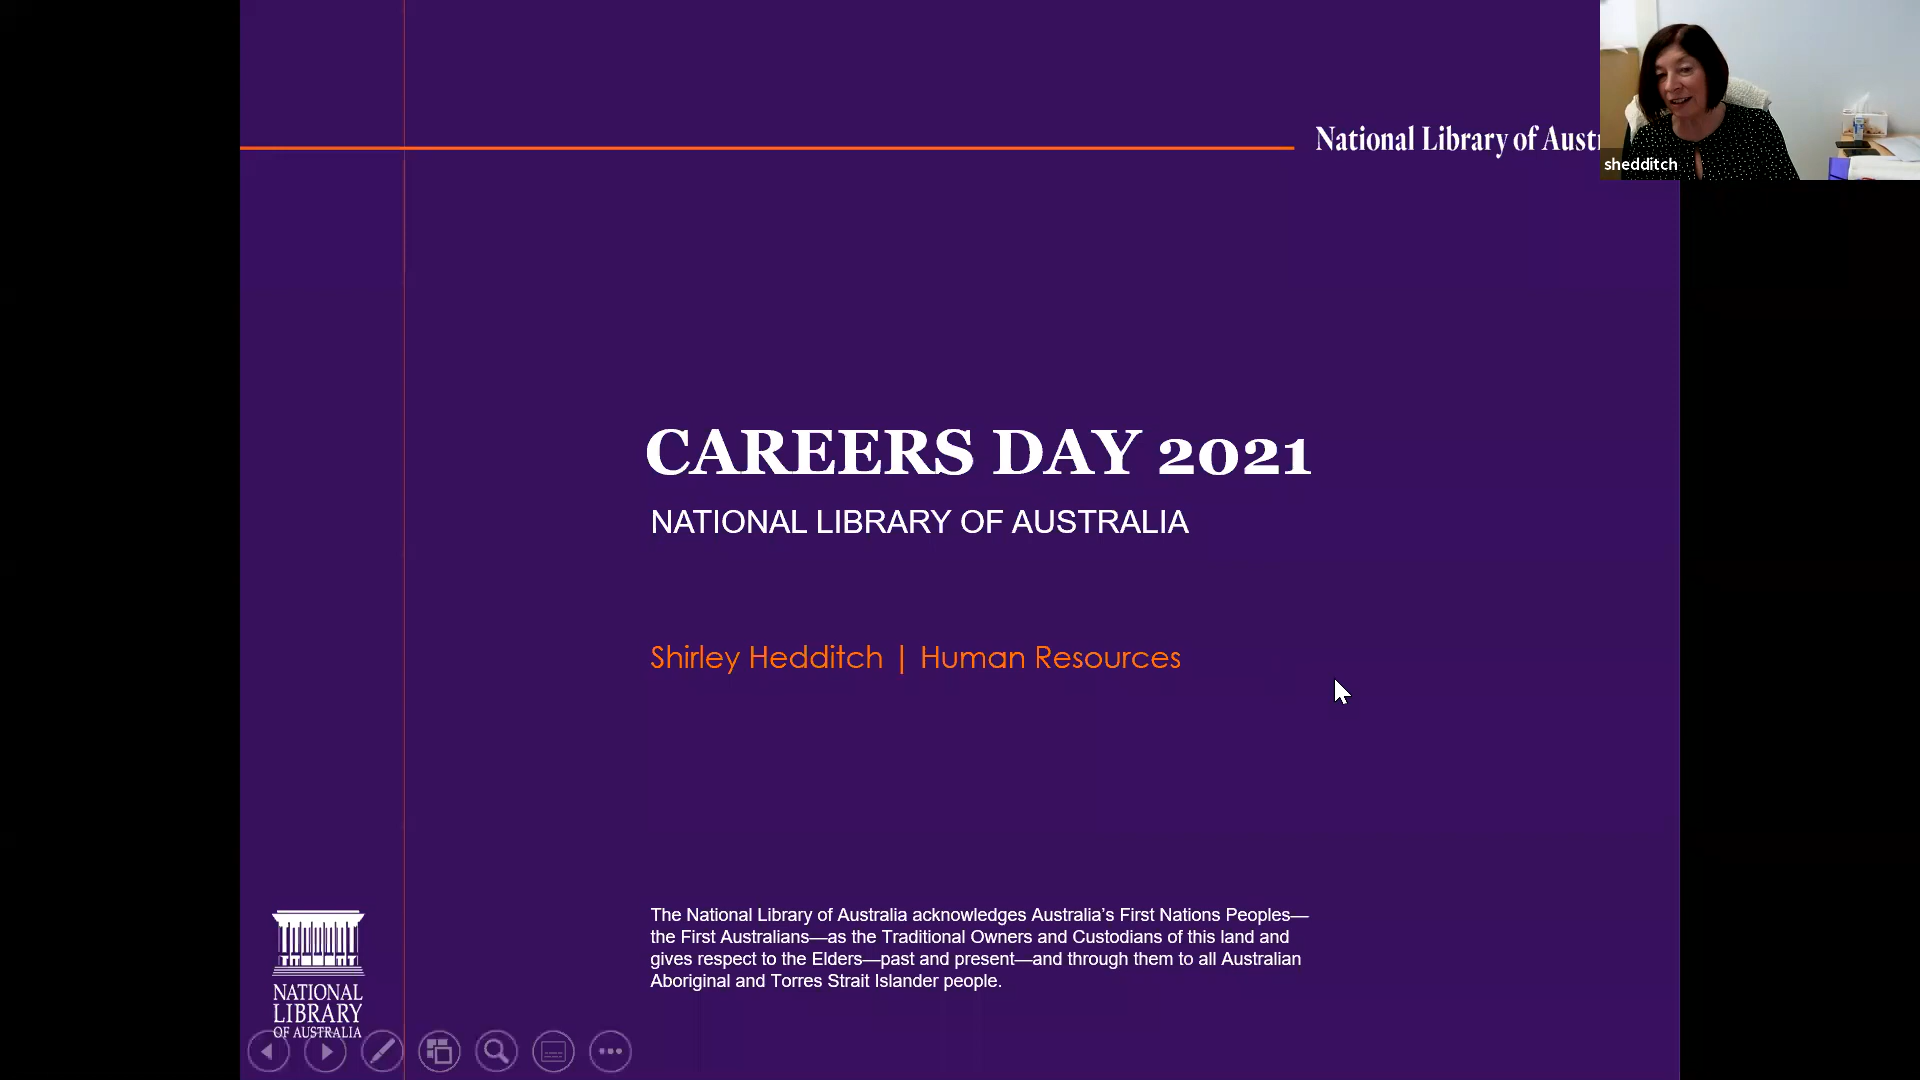 National Library of Aust
shedditch
CAREERS DAY 2021
NATIONAL LIBRARY OF AUSTRALIA
Shirley Hedditch | Human Resources
The National Library of Australia acknowledges Australia’s First Nations Peoples—
the First Australians—as the Traditional Owners and Custodians of this land and
gives respect to the Elders—past and present—and through them to all Australian
Aboriginal and Torres Strait Islander people.
NATIONAL
LIBRARY
OF AUSTRALIA